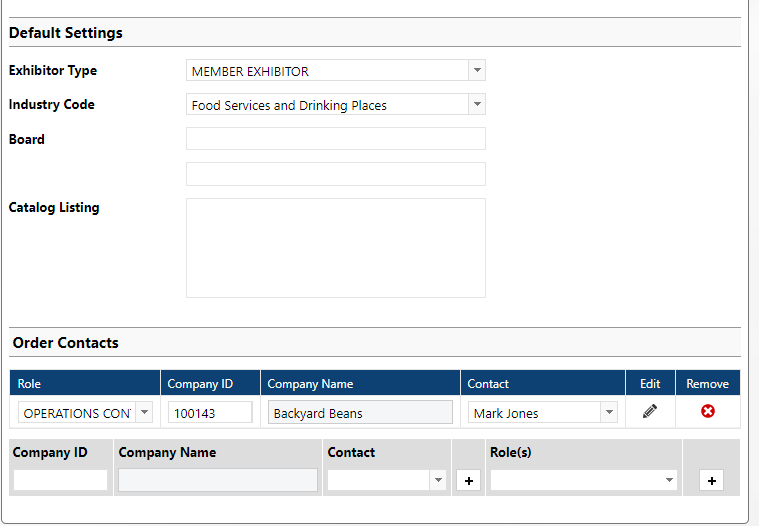 Default Settings
Exhibitor Type MEMBER EXHIBITOR
Industry Code Food Services and Drinking Places
Board
Catalog Listing
Order Contacts
Role Company ID Company Name Contact Edit Remove
OPERATIONS CON 100143 Backyard Beans Mark Jones
Company ID Company Name Contact Role(s)
+ +